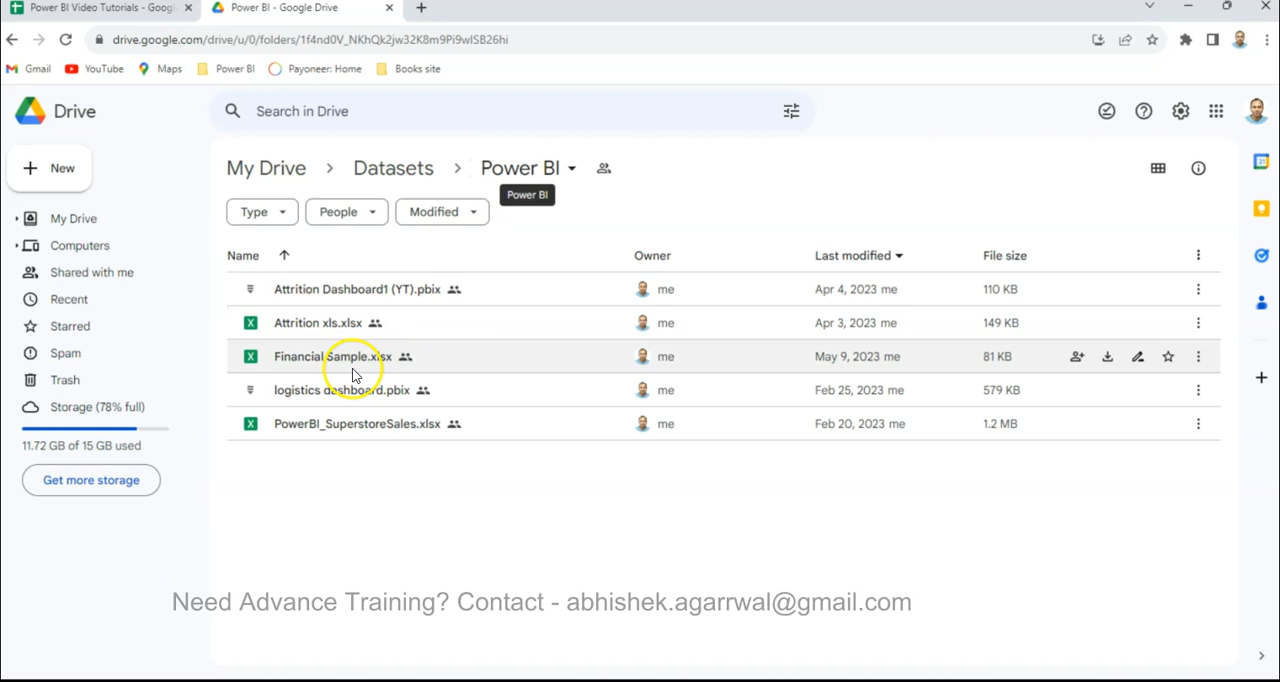 Power BI Video Tutorials - Googl
Power BI - Google Drive
drive.google.com/drive/u/0/folders/1f4nd0V_NKhQk2jw32K8m9Pi9wISB26hi
Gmail YouTube Maps Power BI Payoneer: Home Books site
Drive
Search in Drive
New
My Drive
Computers
Shared with me
Recent
Starred
Spam
Trash
Storage (78% full)
11.72 GB of 15 GB used
Get more storage
My Drive > Datasets > Power BI
Power BI
Type People Modified
Name Owner Last modified File size
Attrition Dashboard1 (YT).pbix me Apr 4, 2023 me 110 KB
Attrition xls.xlsx me Apr 3, 2023 me 149 KB
Financial Sample.xlsx me May 9, 2023 me 81 KB
logistics dashboard.pbix me Feb 25, 2023 me 579 KB
PowerBI_SuperstoreSales.xlsx me Feb 20, 2023 me 1.2 MB
Need Advance Training? Contact - abhishek.agarrwal@gmail.com